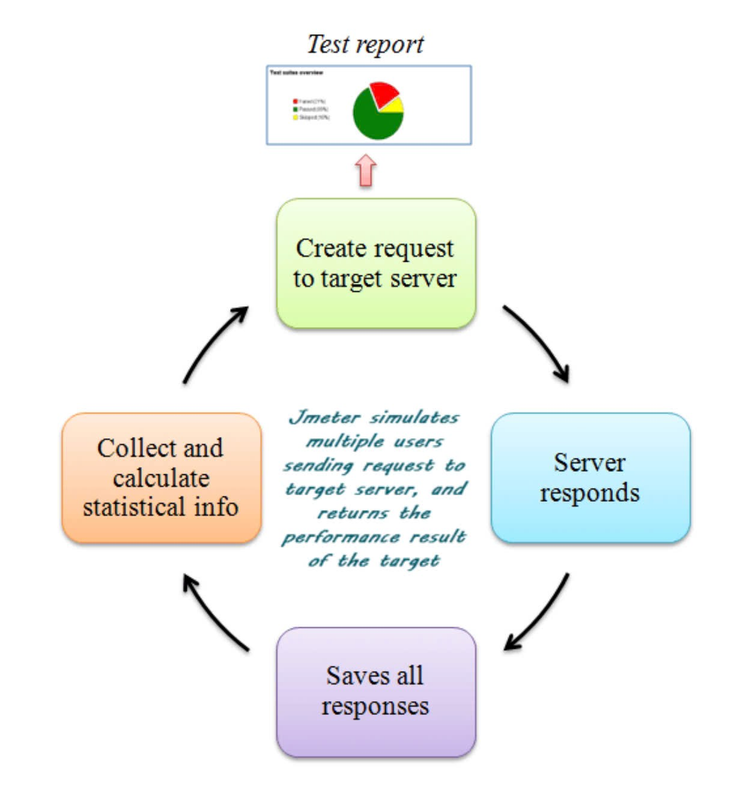 Test report
Test suites overview
Create request
to target server
Server
responds
Saves all
responses
Collect and
calculate
statistical info
Jmeter simulates
multiple users
sending request to
target server, and
returns the
performance result
of the target